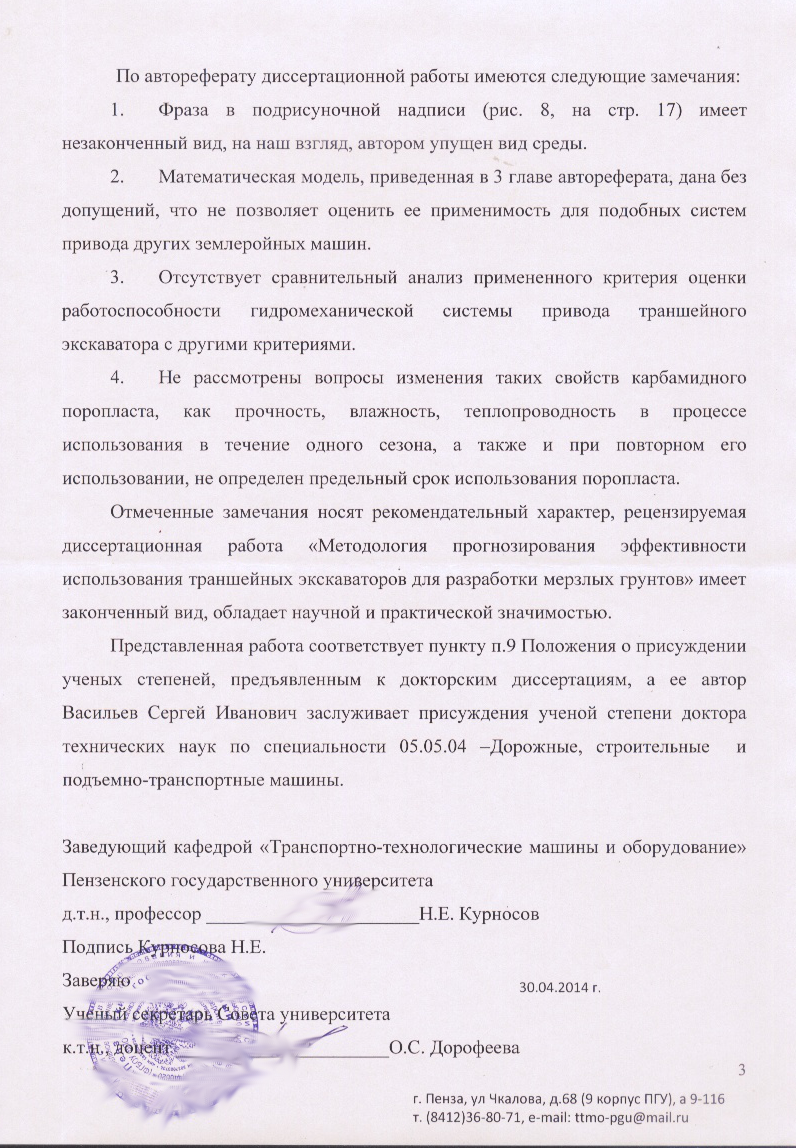 По автореферату диссертационной работы имеются следующие замечания:
1. Фраза в подрисуночной надписи (рис. 8, на стр. 17) имеет
незаконченный вид, на наш взгляд, автором упущен вид среды.
2. Математическая модель, приведенная в 3 главе автореферата, дана без
допущений, что не позволяет оценить ее применимость для подобных систем
привода других землеройных машин.
3. Отсутствует сравнительный анализ примененного критерия оценки
работоспособности гидромеханической системы привода траншейного
экскаватора с другими критериями.
4. Не рассмотрены вопросы изменения таких свойств карбамидного
поропласта, как прочность, влажность, теплопроводность в процессе
использования в течение одного сезона, а также и при повторном его
использовании, не определен предельный срок использования поропласта.
Отмеченные замечания носят рекомендательный характер, рецензируемая
диссертационная работа «Методология прогнозирования эффективности
использования траншейных экскаваторов для разработки мерзлых грунтов» имеет
законченный вид, обладает научной и практической значимостью.
Представленная работа соответствует пункту п.9 Положения о присуждении
ученых степеней, предъявленным к докторским диссертациям, а ее автор
Васильев Сергей Иванович заслуживает присуждения ученой степени доктора
технических наук по специальности 05.05.04 –Дорожные, строительные и
подъемно-транспортные машины.
Заведующий кафедрой «Транспортно-технологические машины и оборудование»
Пензенского государственного университета
д.т.н., профессор ______________________Н.Е. Курносов
Подпись Курносова Н.Е.
Заверяю
30.04.2014 г.
Ученый секретарь Совета университета
к.т.н., доцент ______________________О.С. Дорофеева
3
г. Пенза, ул Чкалова, д.68 (9 корпус ПГУ), а 9-116
т. (8412)36-80-71, e-mail: ttmo-pgu@mail.ru